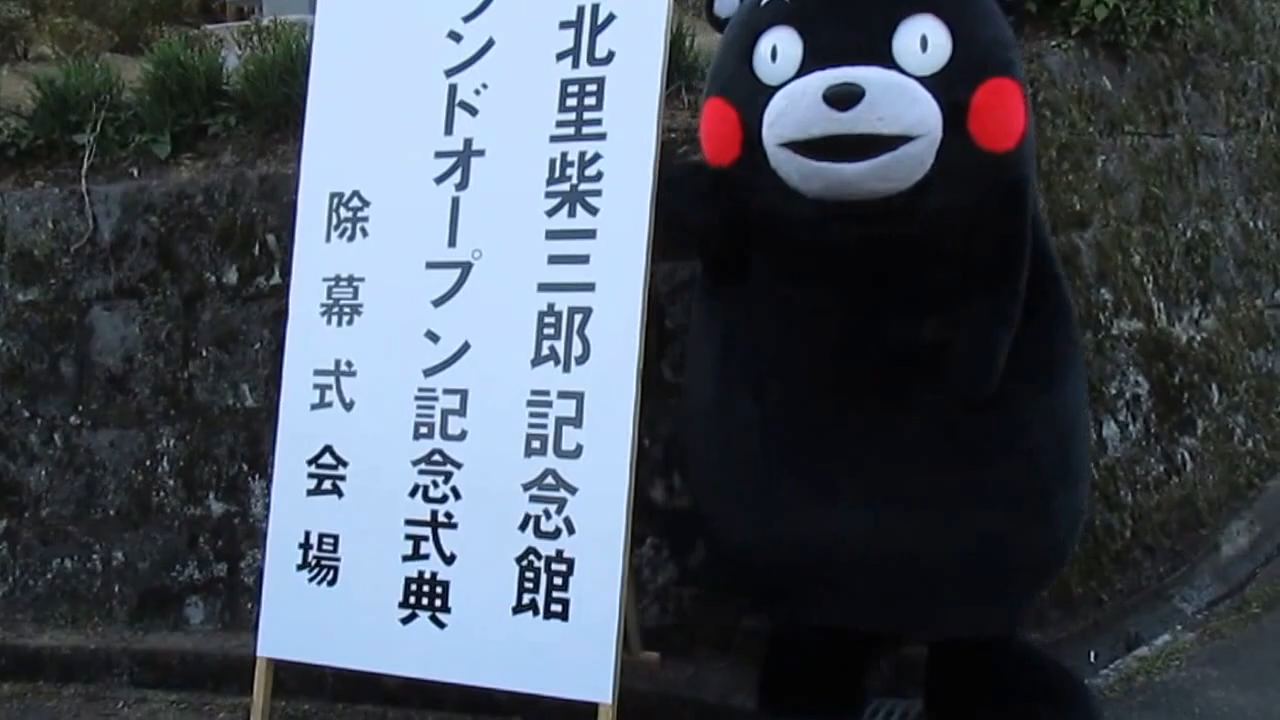 北里柴三郎記念館
ンドオープン記念式典
除幕式会場